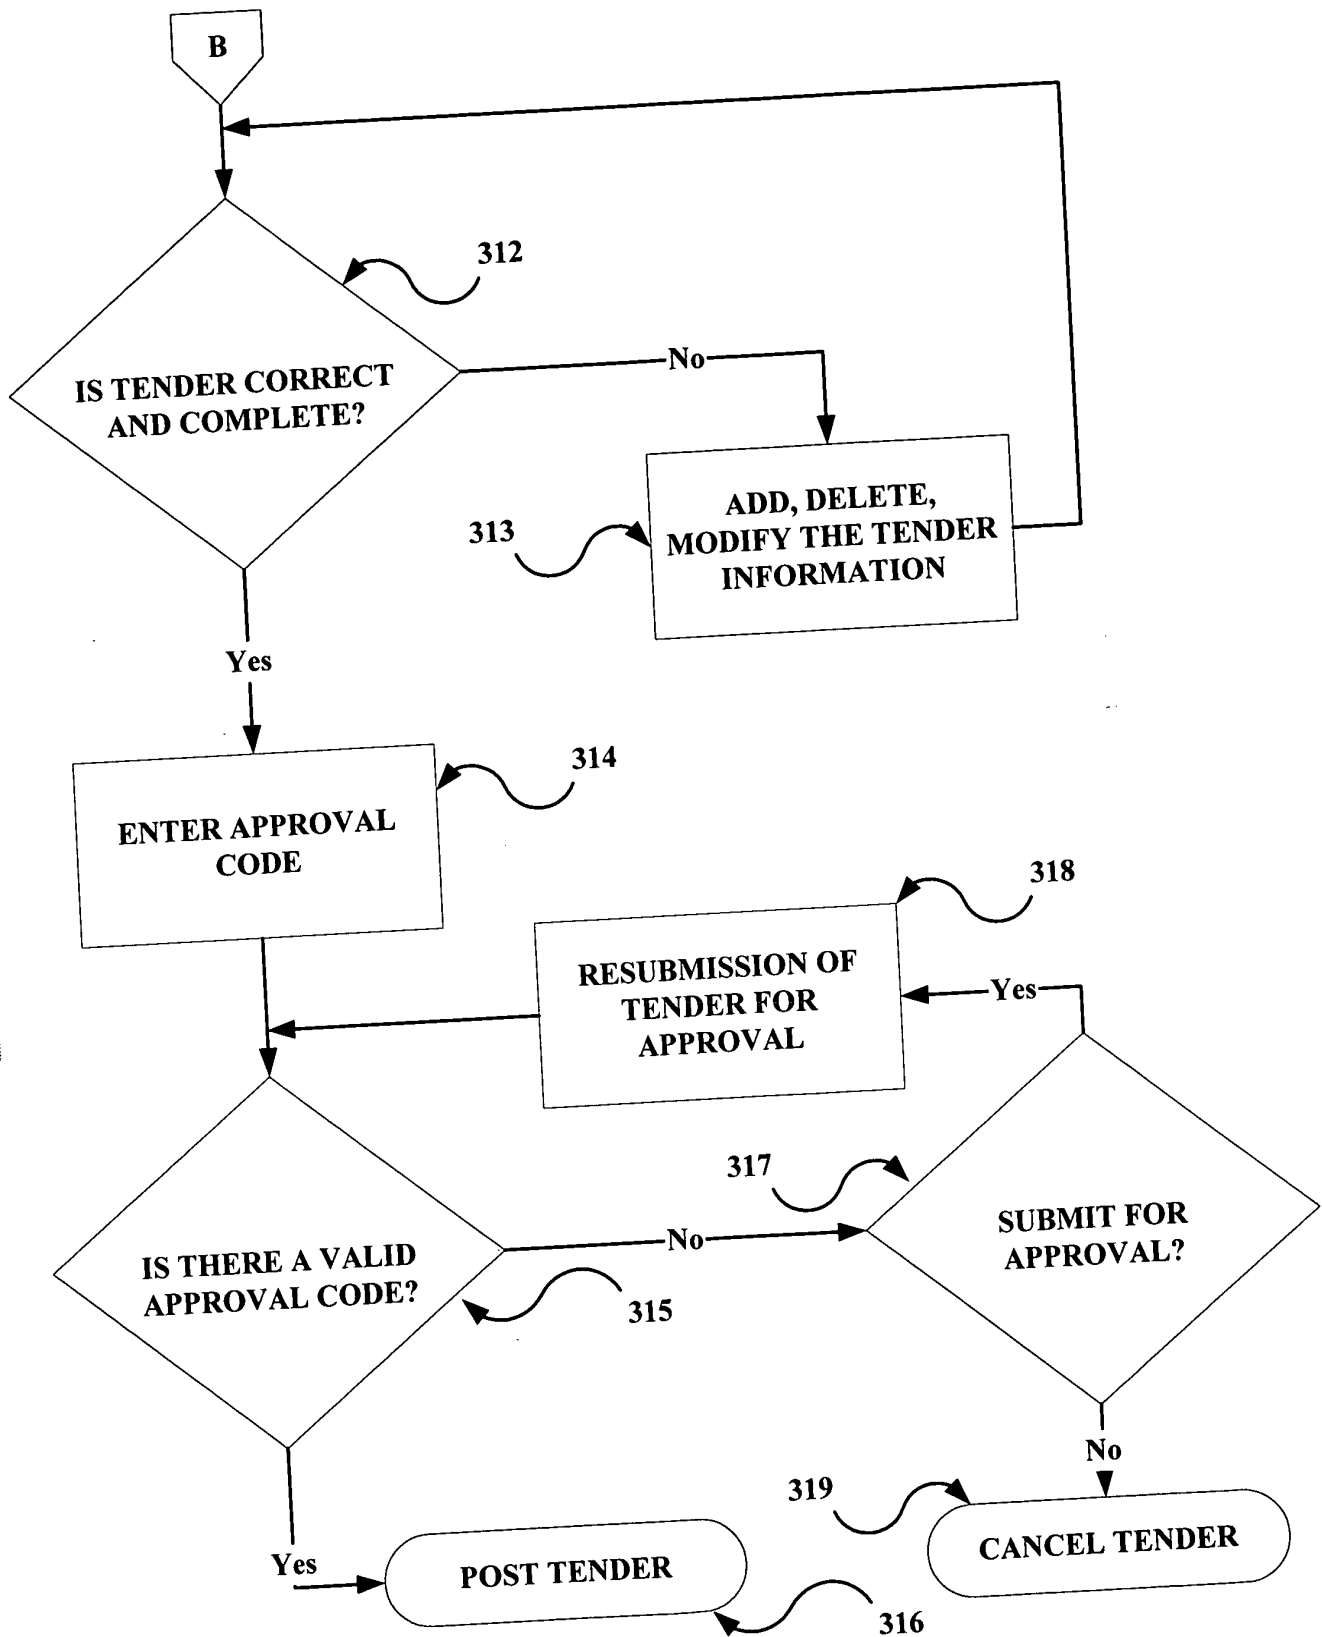 B
312
IS TENDER CORRECT
AND COMPLETE?
No
313
ADD, DELETE,
MODIFY THE TENDER
INFORMATION
Yes
314
ENTER APPROVAL
CODE
318
RESUBMISSION OF
TENDER FOR
APPROVAL
Yes
317
SUBMIT FOR
APPROVAL?
No
IS THERE A VALID
APPROVAL CODE?
315
No
319
CANCEL TENDER
Yes
POST TENDER
316